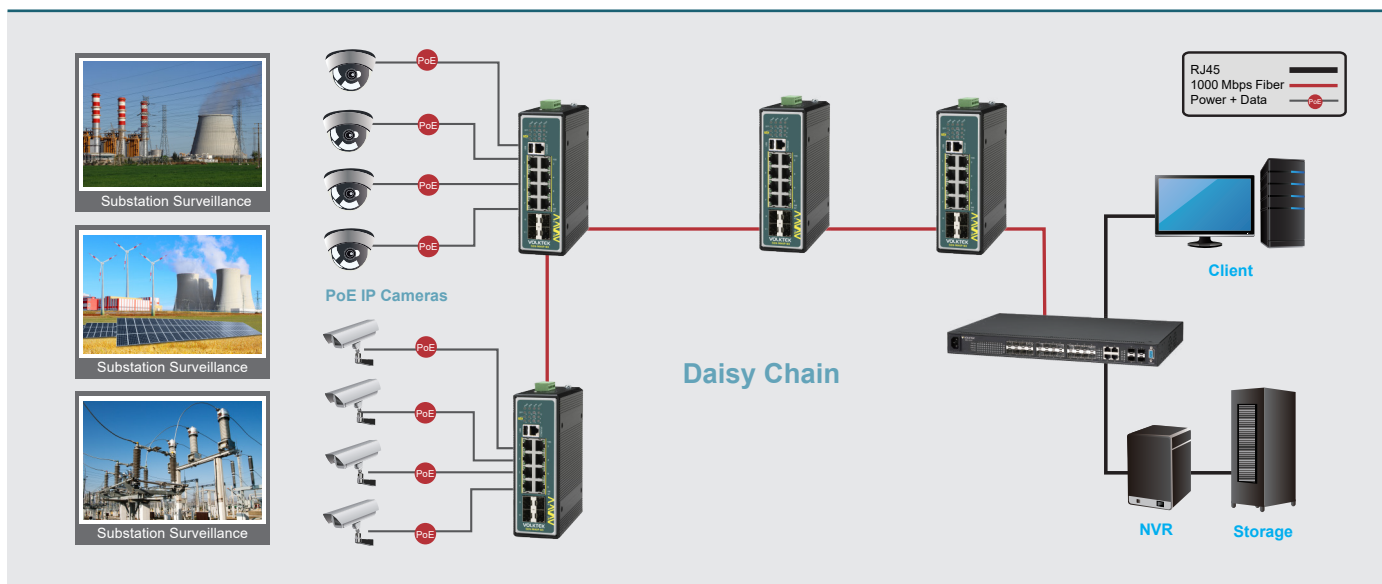 Substation Surveillance
Substation Surveillance
Substation Surveillance
PoE
PoE
PoE
PoE
PoE IP Cameras
PoE
PoE
PoE
PoE
VOLKTEK
VOLKTEK
VOLKTEK
VOLKTEK
Daisy Chain
RJ45
1000 Mbps Fiber
Power + Data
PoE
Client
NVR
Storage